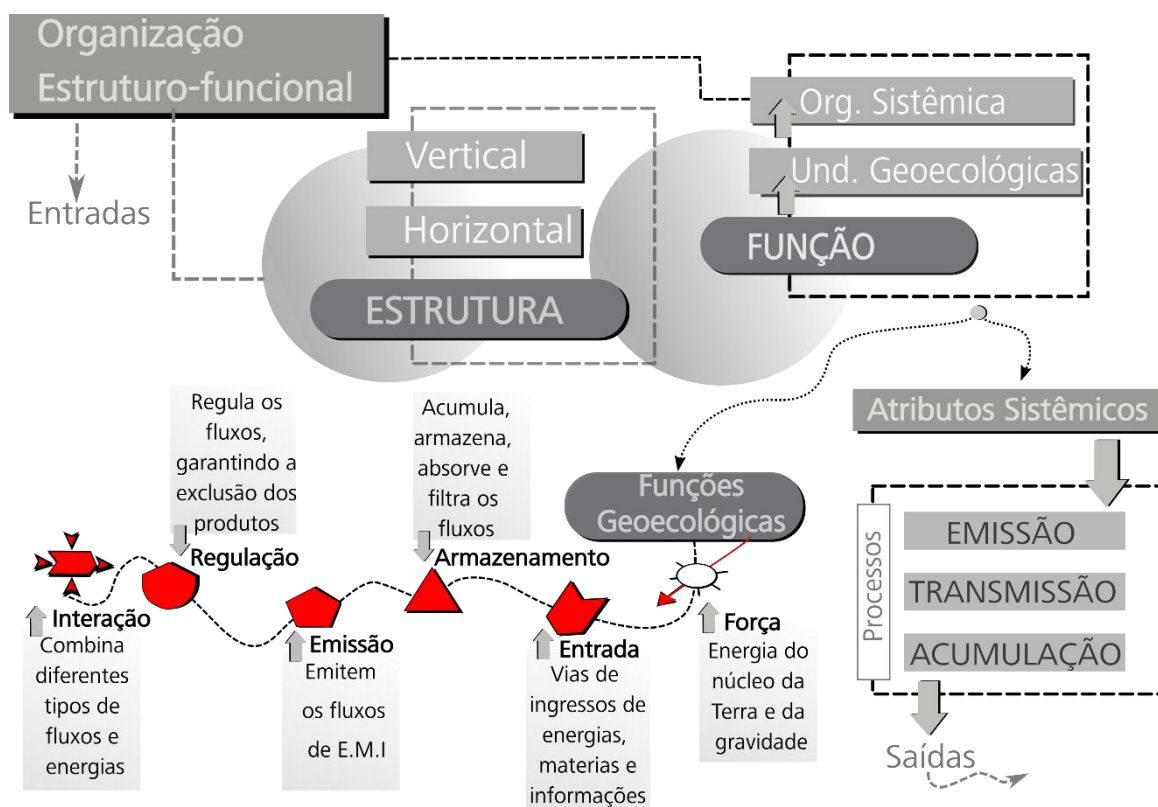 Organização
Estruturo-funcional
Entradas
Vertical
Horizontal
ESTRUTURA
Org. Sistêmica
Und. Geoecológicas
FUNÇÃO
Atributos Sistêmicos
Processos
EMISSÃO
TRANSMISSÃO
ACUMULAÇÃO
Saídas
Funções
Geoecológicas
Regula os
fluxos,
garantindo a
exclusão dos
produtos
Regulação
Acumula,
armazena,
absorve e
filtra os
fluxos
Armazenamento
Interação
Combina
diferentes
tipos de
fluxos e
energias
Emissão
Emitem
os fluxos
de E.M.I
Entrada
Vias de
ingressos de
energias,
materias e
informações
Força
Energia do
núcleo da
Terra e da
gravidade